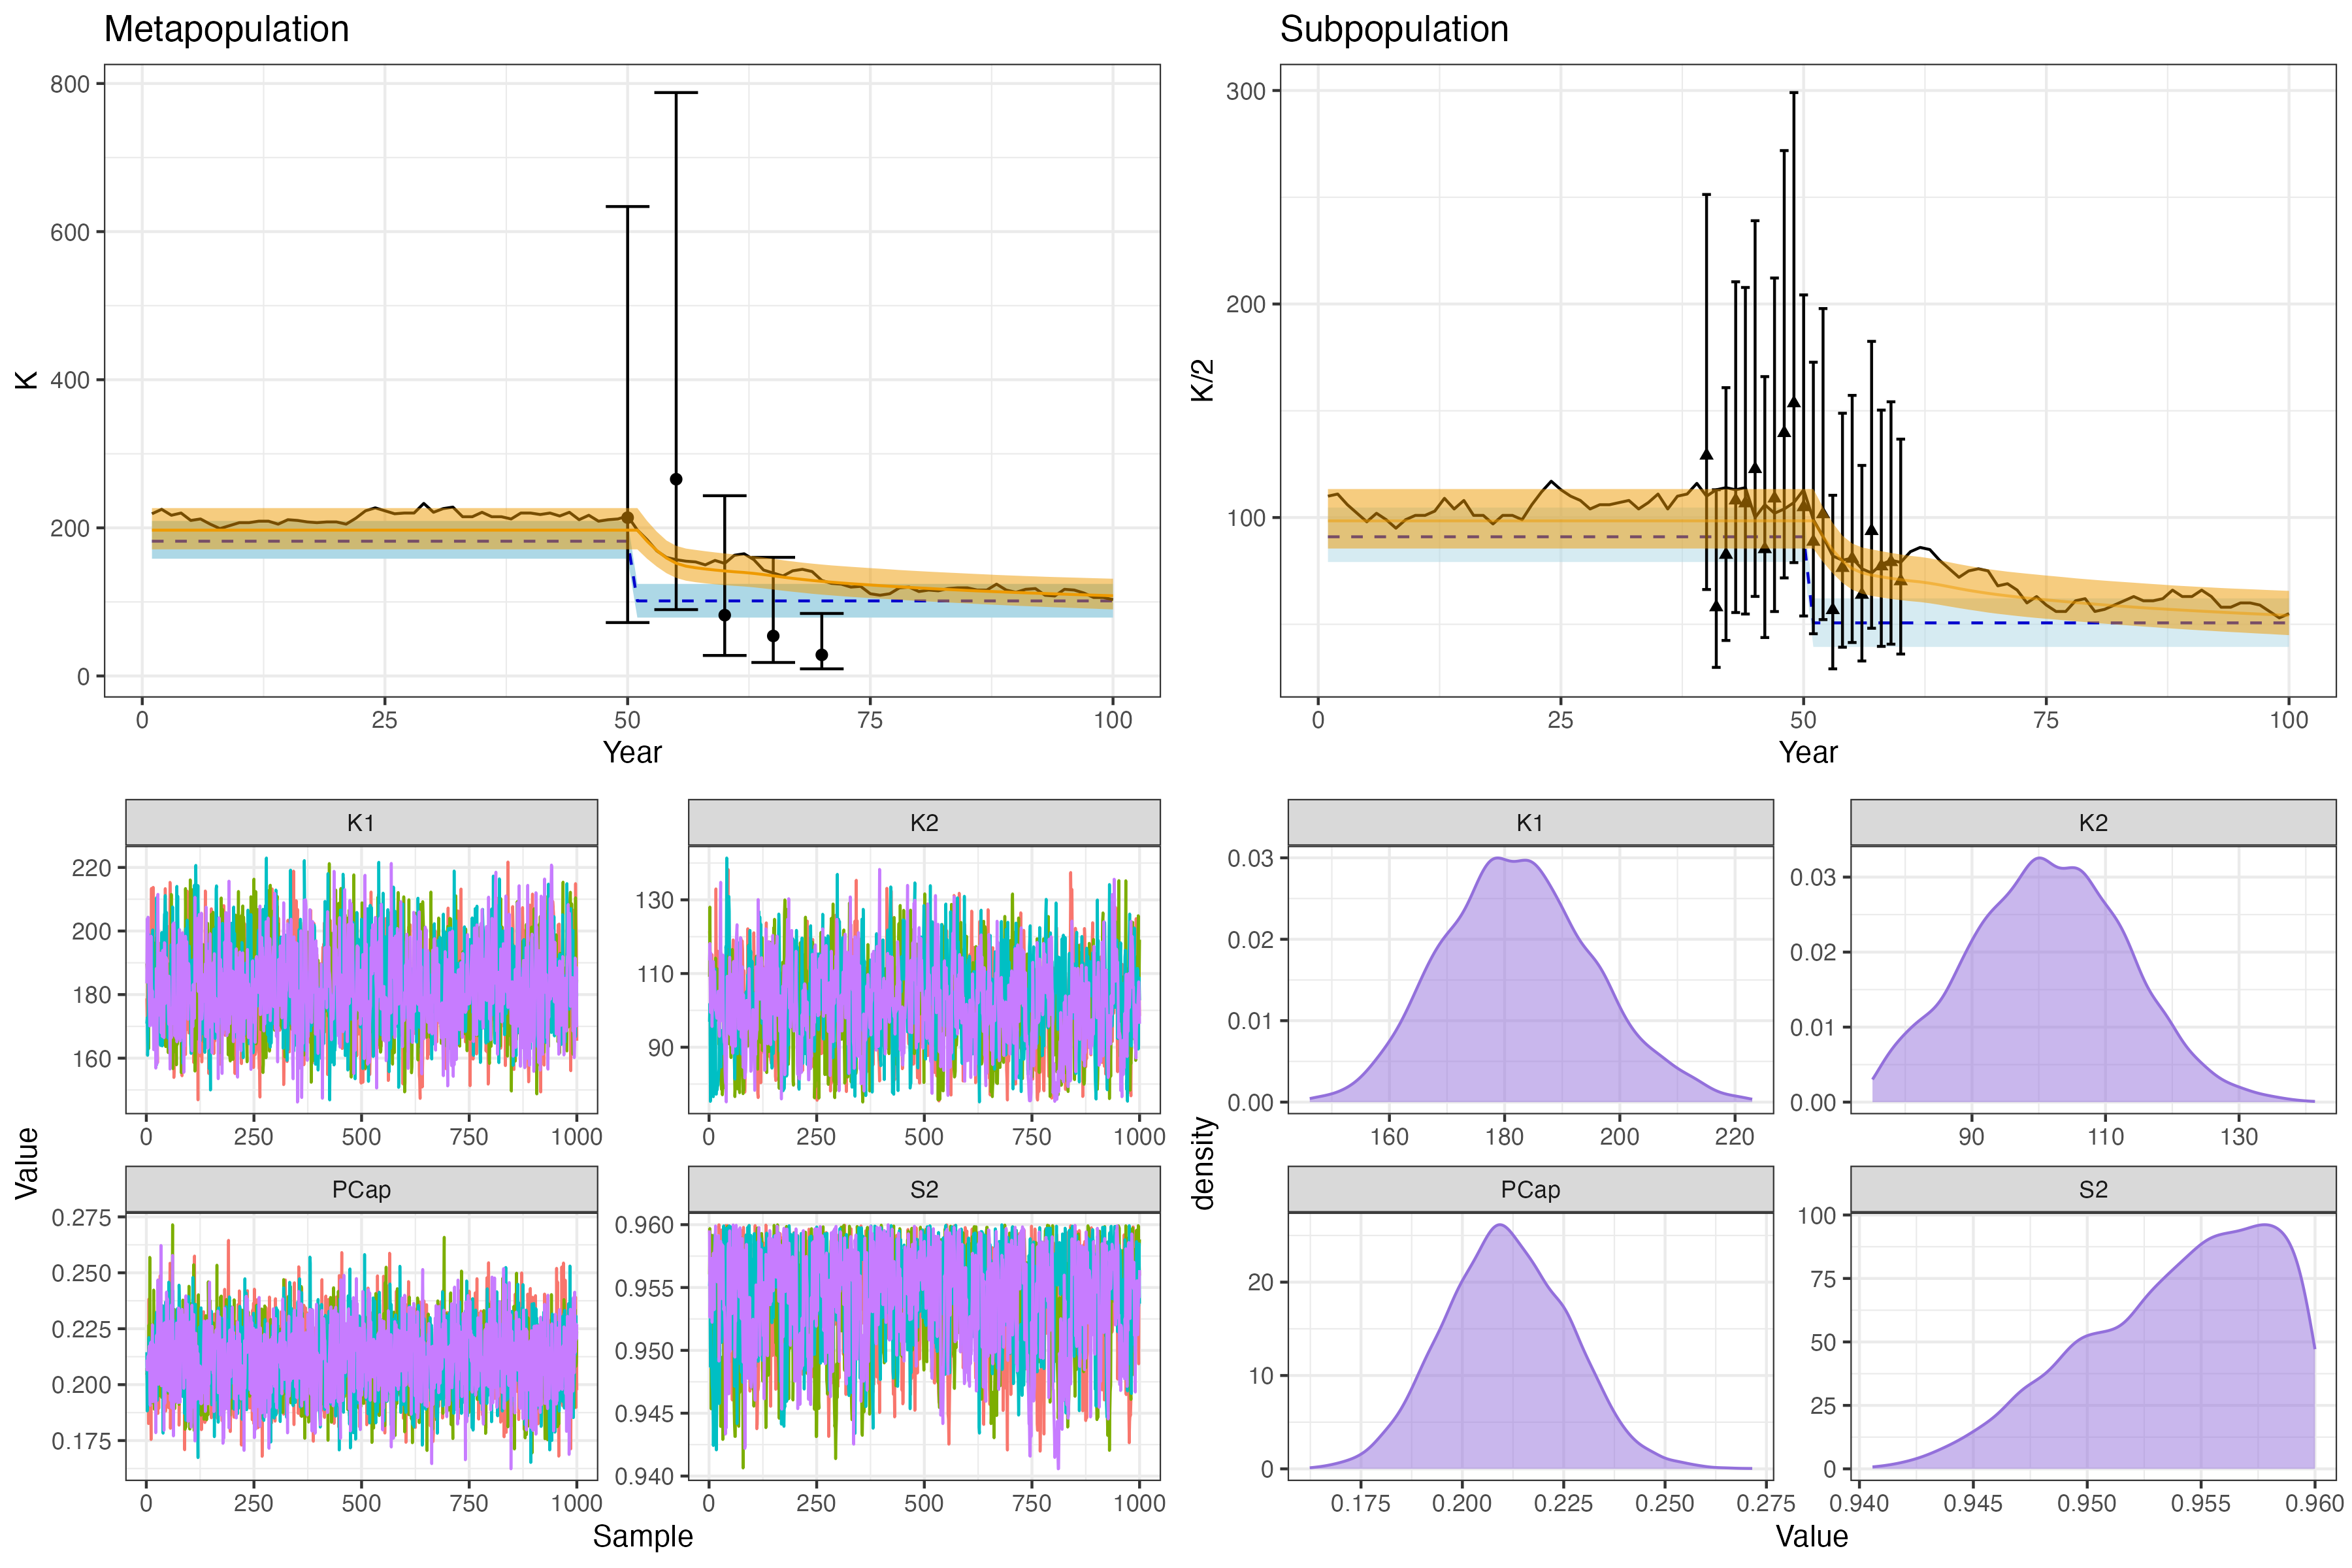 Metapopulation
800
600
400
200
0
K
0 25 50 75 100
Year
Subpopulation
300
200
100
K/2
0 25 50 75 100
Year
K1
220
200
180
160
0 250 500 750 1000
K2
130
110
90
0 250 500 750 1000
PCap
0.275
0.250
0.225
0.200
0.175
0 250 500 750 1000
S2
0.960
0.955
0.950
0.945
0.940
0 250 500 750 1000
Value
Sample
K1
0.03
0.02
0.01
0.00
160 180 200 220
K2
0.03
0.02
0.01
0.00
90 110 130
PCap
20
10
0
0.175 0.200 0.225 0.250 0.275
S2
100
75
50
25
0
0.940 0.945 0.950 0.955 0.960
density
Value